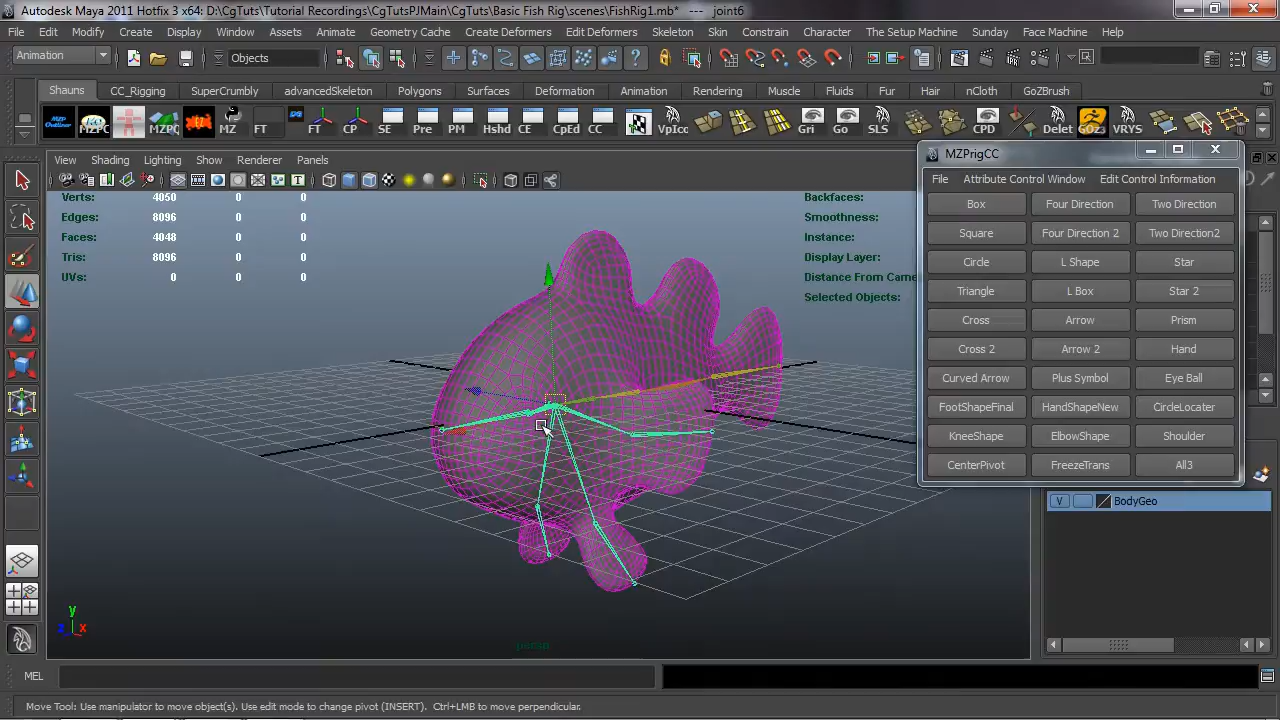 Autodesk Maya 2011 Hotfix 3 x64: D:\CgTuts\Tutorial Recordings\CgTutsPJMain\CgTuts\Basic Fish Rig\scenes\FishRig1.mb* --- joint6
File Edit Modify Create Display Window Assets Animate Geometry Cache Create Deformers Edit Deformers Skeleton Skin Constrain Character The Setup Machine Sunday Face Machine Help
Animation Objects
Shauns CC_Rigging SuperCrumbly advancedSkeleton Polygons Surfaces Deformation Animation Rendering Muscle Fluids Fur Hair nCloth GoZBrush
MZPC MZPC MZ FT FT CP SE Pre PM Hshd CE CpEd CC VpIcc Gri Go SLS CPD Delet GOz3 VRYS
View Shading Lighting Show Renderer Panels
MZPrigCC
File Attribute Control Window Edit Control Information
Verts: 4050 0 0
Edges: 8096 0 0
Faces: 4048 0 0
Tris: 8096 0 0
UVs: 0 0 0
Backfaces:
Smoothness:
Instance:
Display Layer:
Distance From Came
Selected Objects:
Box Four Direction Two Direction
Square Four Direction 2 Two Direction2
Circle L Shape Star
Triangle L Box Star 2
Cross Arrow Prism
Cross 2 Arrow 2 Hand
Curved Arrow Plus Symbol Eye Ball
FootShapeFinal HandShapeNew CircleLocater
KneeShape ElbowShape Shoulder
CenterPivot FreezeTrans All3
V BodyGeo
y
z x
persp
MEL
Move Tool: Use manipulator to move object(s). Use edit mode to change pivot (INSERT). Ctrl+LMB to move perpendicular.